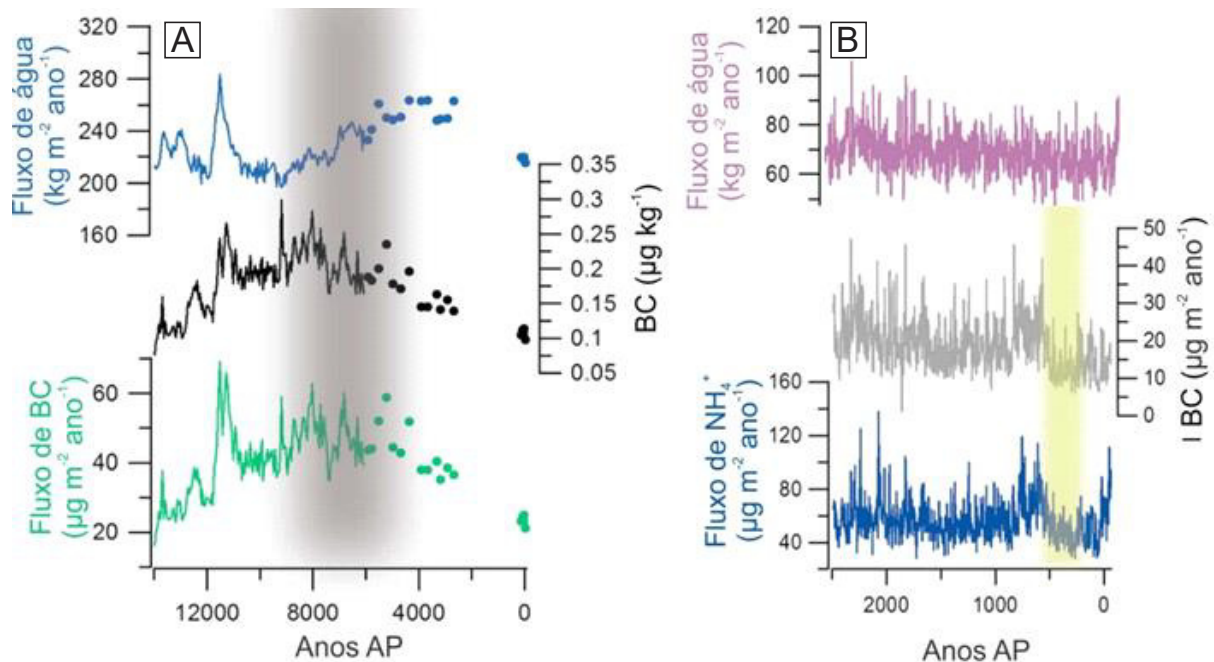 A
Fluxo de água
(kg m⁻² ano⁻¹)
320
280
240
200
160
0.35
0.3
0.25
0.2
0.15
0.1
0.05
BC (µg kg⁻¹)
Fluxo de BC
(µg m⁻² ano⁻¹)
60
40
20
12000 8000 4000 0
Anos AP
B
Fluxo de água
(kg m⁻² ano⁻¹)
120
100
80
60
50
40
30
20
10
0
I BC (µg m⁻² ano⁻¹)
Fluxo de NH₄⁺
(µg m⁻² ano⁻¹)
160
120
80
40
2000 1000 0
Anos AP